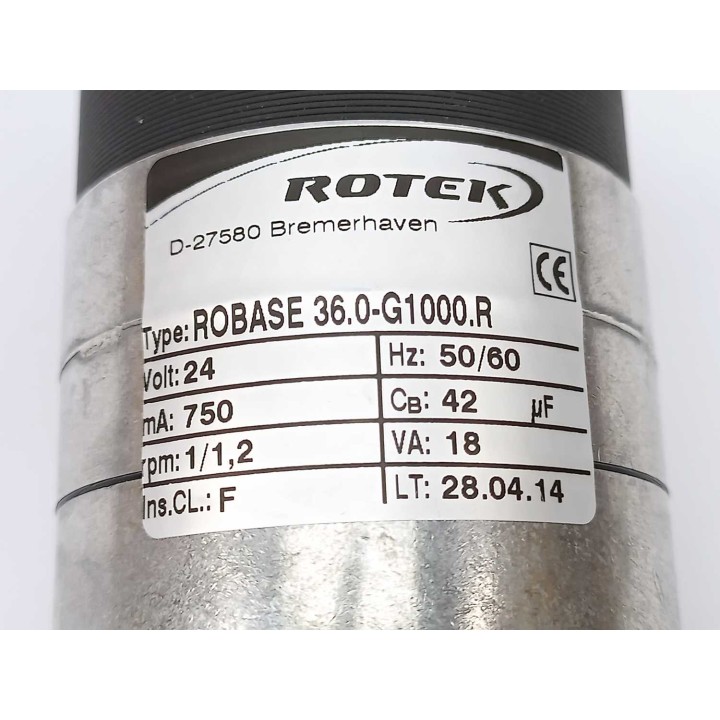 ROTEK
D-27580 Bremerhaven
CE
Type: ROBASE 36.0-G1000.R
Volt: 24 Hz: 50/60
mA: 750 CB: 42 µF
rpm: 1/1,2 VA: 18
Ins.CL.: F LT: 28.04.14